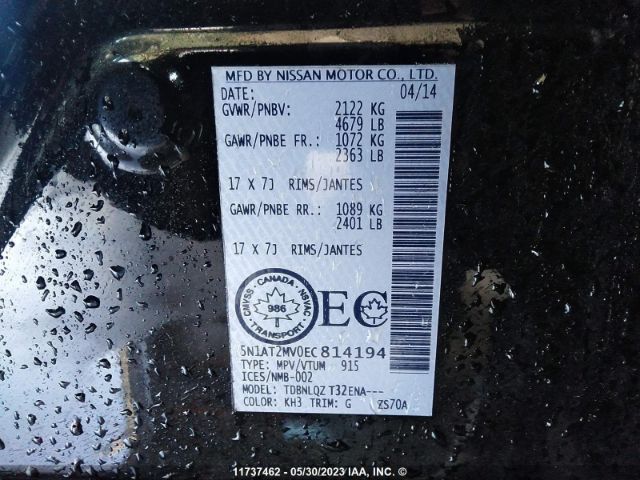 MFD BY NISSAN MOTOR CO., LTD.
DATE: 04/14
GVWR/PNBV: 2122 KG
4679 LB
GAWR/PNBE FR.: 1072 KG
2363 LB
17 X 7J RIMS/JANTES
GAWR/PNBE RR.: 1089 KG
2401 LB
17 X 7J RIMS/JANTES
CANADA
CMVSS · NSVAC
986
TRANSPORT
EC
5N1AT2MV0EC814194
TYPE: MPV/VTUM 915
ICES/NMB-002
MODEL: TDBNLQZ T32ENA---
COLOR: KH3 TRIM: G ZS70A
11737462 - 05/30/2023 IAA, INC. ©